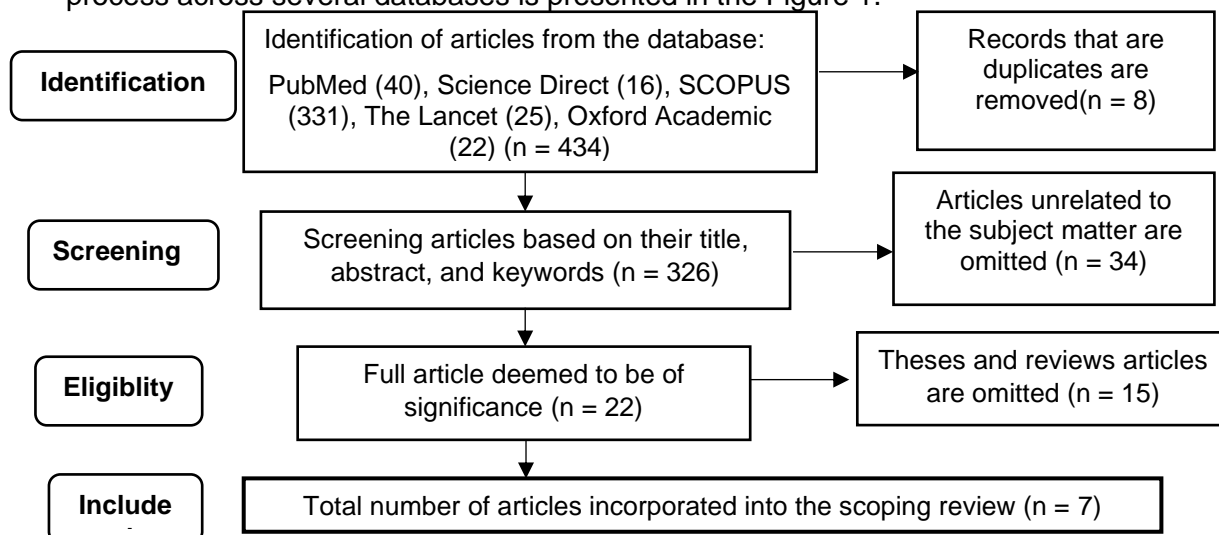 process across several databases is presented in the Figure 1.
Identification
Identification of articles from the database:
PubMed (40), Science Direct (16), SCOPUS
(331), The Lancet (25), Oxford Academic
(22) (n = 434)
Records that are
duplicates are
removed(n = 8)
Screening
Screening articles based on their title,
abstract, and keywords (n = 326)
Articles unrelated to
the subject matter are
omitted (n = 34)
Eligiblity
Full article deemed to be of
significance (n = 22)
Theses and reviews articles
are omitted (n = 15)
Include
Total number of articles incorporated into the scoping review (n = 7)